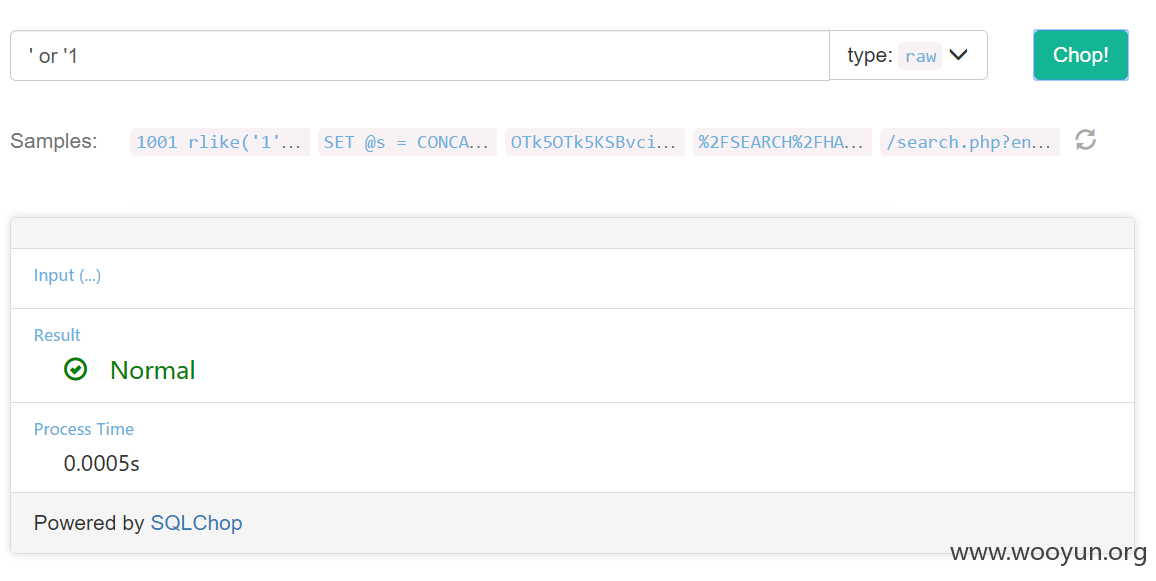 ' or '1 type: raw Chop!
Samples: 1001 rlike('1'... SET @s = CONCA... OTk5OTk5KSBvci... %2FSEARCH%2FHA... /search.php?en...
Input (...)
Result
Normal
Process Time
0.0005s
Powered by SQLChop
www.wooyun.org